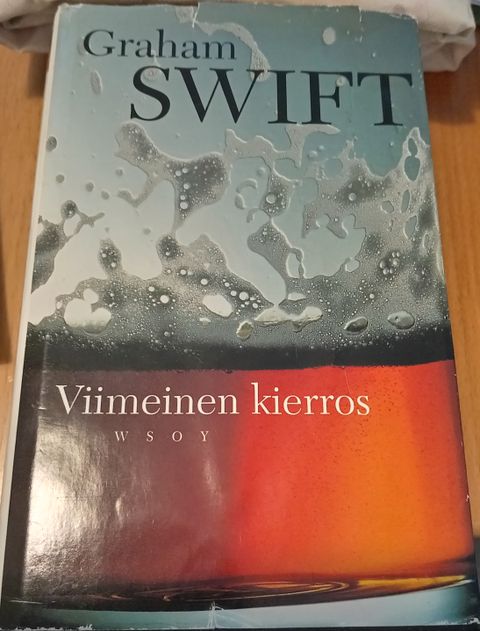 Graham
SWIFT
Viimeinen kierros
WSOY